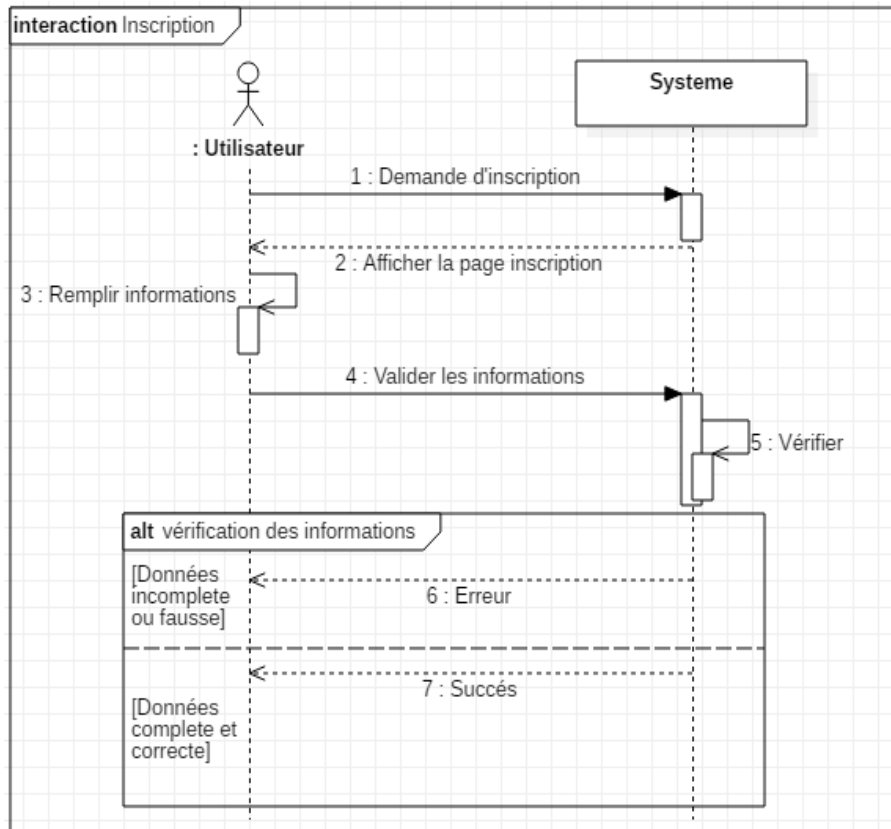 interaction Inscription
Systeme
: Utilisateur
1 : Demande d'inscription
2 : Afficher la page inscription
3 : Remplir informations
4 : Valider les informations
5 : Vérifier
alt vérification des informations
[Données
incomplete
ou fausse]
6 : Erreur
7 : Succés
[Données
complete et
correcte]